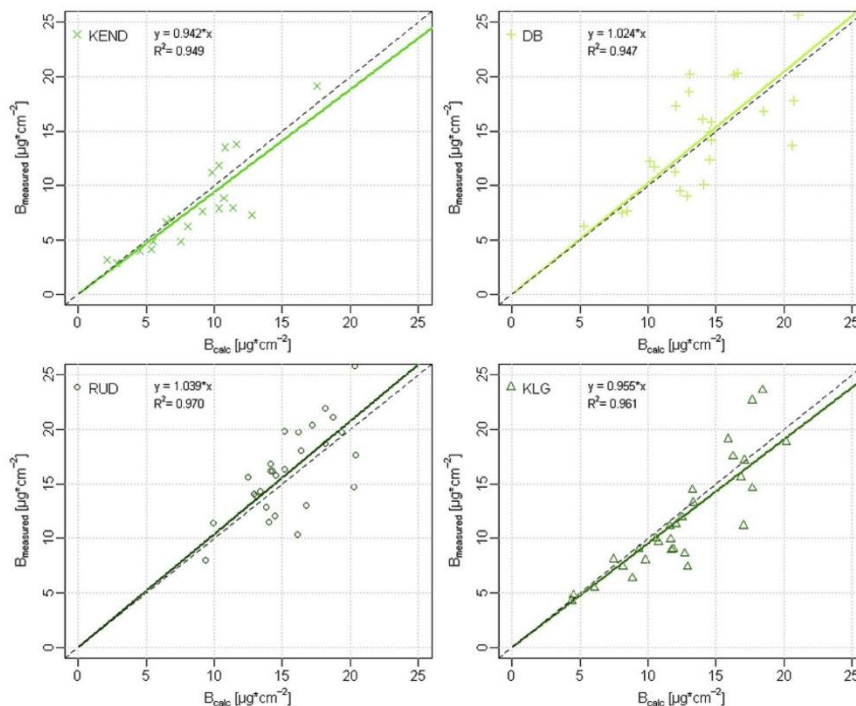 KEND y = 0.942*x
R² = 0.949
25
20
15
10
5
0
B_measured [µg*cm⁻²]
0 5 10 15 20 25
B_calc [µg*cm⁻²]
DB y = 1.024*x
R² = 0.947
25
20
15
10
5
0
B_measured [µg*cm⁻²]
0 5 10 15 20 25
B_calc [µg*cm⁻²]
RUD y = 1.039*x
R² = 0.970
25
20
15
10
5
0
B_measured [µg*cm⁻²]
0 5 10 15 20 25
B_calc [µg*cm⁻²]
KLG y = 0.955*x
R² = 0.961
25
20
15
10
5
0
B_measured [µg*cm⁻²]
0 5 10 15 20 25
B_calc [µg*cm⁻²]